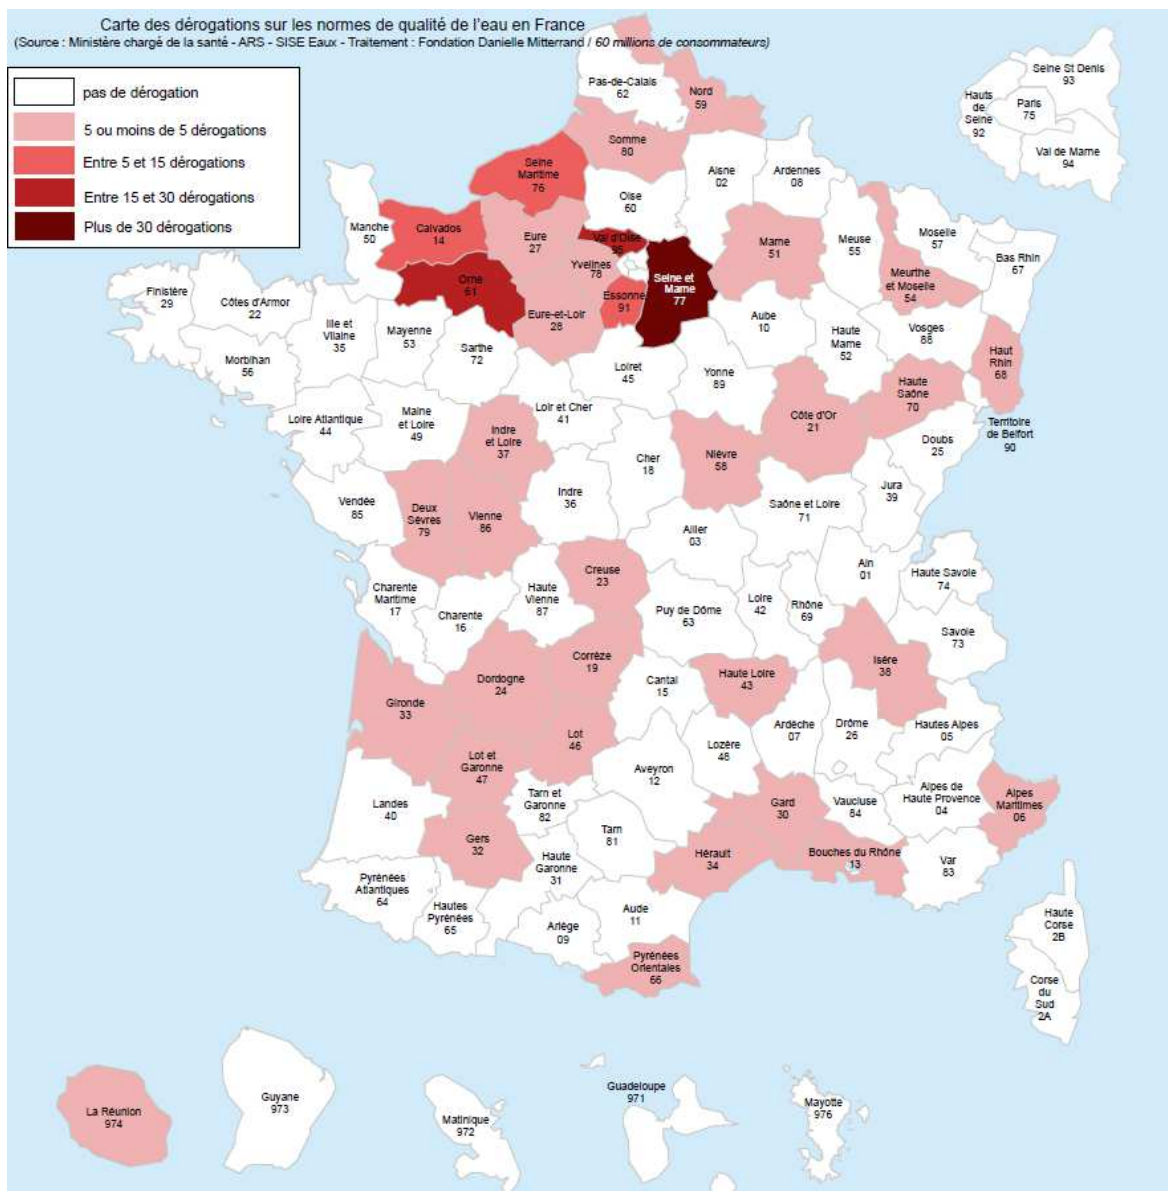 Carte des dérogations sur les normes de qualité de l'eau en France
(Source : Ministère chargé de la santé - ARS - SISE Eaux - Traitement : Fondation Danielle Mitterrand / 60 millions de consommateurs)
pas de dérogation
5 ou moins de 5 dérogations
Entre 5 et 15 dérogations
Entre 15 et 30 dérogations
Plus de 30 dérogations
Pas-de-Calais
62
Nord
59
Somme
80
Seine
Maritime
76
Oise
60
Aisne
02
Ardennes
08
Seine St Denis
93
Hauts
de
Seine
92
Paris
75
Val de Marne
94
Manche
50
Calvados
14
Eure
27
Val d'Oise
95
Yvelines
78
Seine et
Marne
77
Essonne
91
Marne
51
Meuse
55
Moselle
57
Bas Rhin
67
Meurthe
et Moselle
54
Orne
61
Eure-et-Loir
28
Finistère
29
Côtes d'Armor
22
Ille et
Vilaine
35
Mayenne
53
Sarthe
72
Morbihan
56
Loiret
45
Yonne
89
Aube
10
Haute
Marne
52
Vosges
88
Haut
Rhin
68
Haute
Saône
70
Territoire
de Belfort
90
Loire Atlantique
44
Maine
et Loire
49
Indre
et Loire
37
Loir et Cher
41
Cher
18
Nièvre
58
Côte d'Or
21
Doubs
25
Jura
39
Vendée
85
Deux
Sèvres
79
Vienne
86
Indre
36
Saône et Loire
71
Allier
03
Ain
01
Haute Savoie
74
Charente
Maritime
17
Charente
16
Haute
Vienne
87
Creuse
23
Puy de Dôme
63
Loire
42
Rhône
69
Savoie
73
Isère
38
Gironde
33
Dordogne
24
Corrèze
19
Cantal
15
Haute Loire
43
Ardèche
07
Drôme
26
Hautes Alpes
05
Lot et
Garonne
47
Lot
46
Aveyron
12
Lozère
48
Landes
40
Tarn et
Garonne
82
Gard
30
Vaucluse
84
Alpes de
Haute Provence
04
Alpes
Maritimes
06
Gers
32
Tarn
81
Hérault
34
Bouches du Rhône
13
Var
83
Pyrénées
Atlantiques
64
Hautes
Pyrénées
65
Haute
Garonne
31
Ariège
09
Aude
11
Pyrénées
Orientales
66
Haute
Corse
2B
Corse
du
Sud
2A
La Réunion
974
Guyane
973
Matinique
972
Guadeloupe
971
Mayotte
976